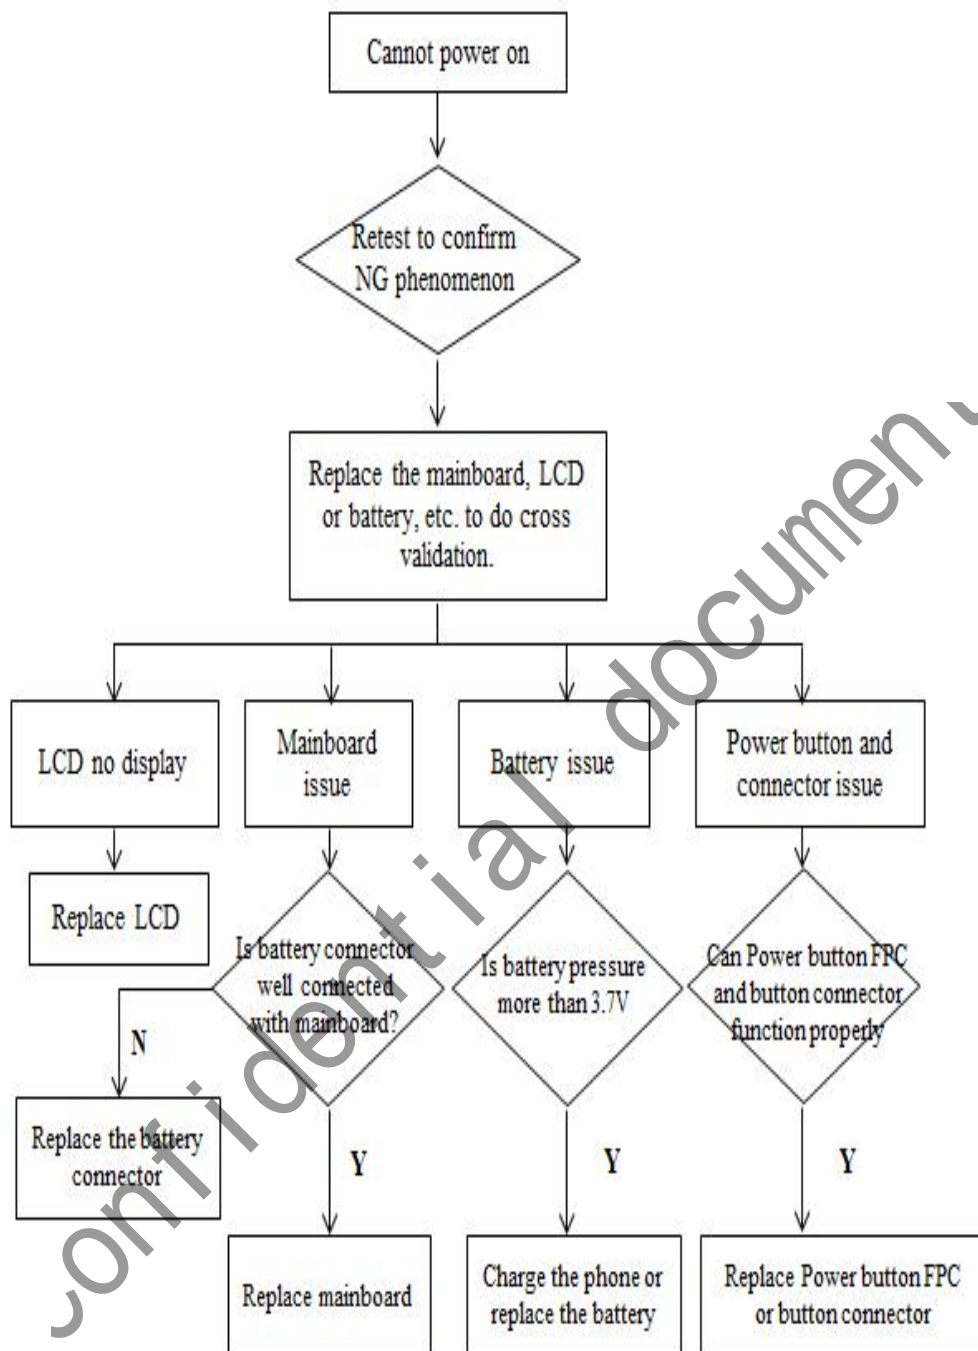 Cannot power on
Retest to confirm
NG phenomenon
Replace the mainboard, LCD
or battery, etc. to do cross
validation.
LCD no display
Mainboard
issue
Battery issue
Power button and
connector issue
Replace LCD
Is battery connector
well connected
with mainboard?
Is battery pressure
more than 3.7V
Can Power button FPC
and button connector
function properly
N
Replace the battery
connector
Y
Y
Y
Replace mainboard
Charge the phone or
replace the battery
Replace Power button FPC
or button connector
Confidential document